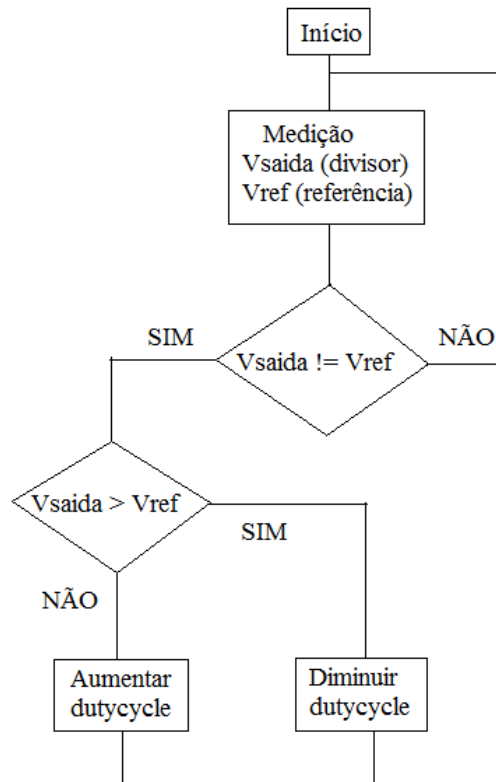 Início
Medição
Vsaida (divisor)
Vref (referência)
SIM
NÃO
Vsaida != Vref
Vsaida > Vref
SIM
NÃO
Aumentar
dutycycle
Diminuir
dutycycle